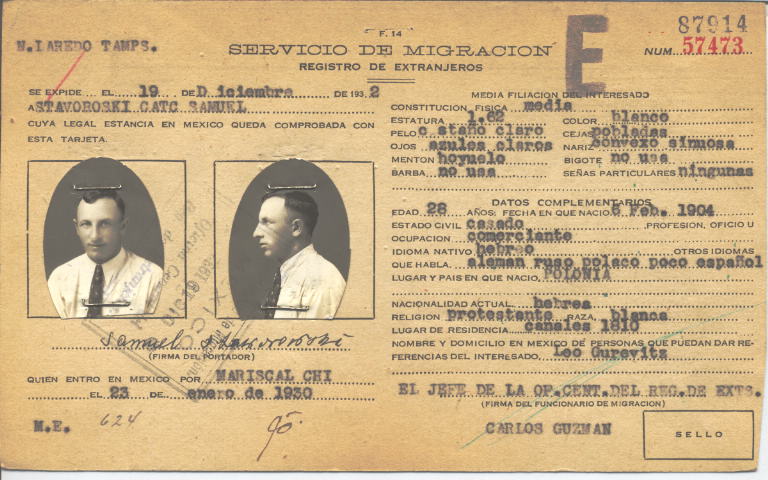 F. 14
87914
N. LAREDO TAMPS.
SERVICIO DE MIGRACION
REGISTRO DE EXTRANJEROS
E
NUM. 57473
SE EXPIDE EL 19 DE Diciembre DE 1932
A STAVOROSKI CATC SAMUEL
CUYA LEGAL ESTANCIA EN MEXICO QUEDA COMPROBADA CON
ESTA TARJETA.
Samuel
(FIRMA DEL PORTADOR)
QUIEN ENTRO EN MEXICO POR MARISCAL CHI
EL 23 DE enero de 1930
M.E. 624
90
MEDIA FILIACION DEL INTERESADO
CONSTITUCION FISICA media
ESTATURA 1.62 COLOR blanco
PELO castaño claro CEJAS pobladas
OJOS azules claros NARIZ convexo sinuosa
MENTON hoyuelo BIGOTE no usa
BARBA no usa SEÑAS PARTICULARES ningunas
DATOS COMPLEMENTARIOS
EDAD 28 AÑOS; FECHA EN QUE NACIO 5 Feb. 1904
ESTADO CIVIL casado PROFESION, OFICIO U
OCUPACION comerciante
IDIOMA NATIVO hebreo OTROS IDIOMAS
QUE HABLA aleman ruso polaco poco español
LUGAR Y PAIS EN QUE NACIO, POLONIA
NACIONALIDAD ACTUAL hebrea
RELIGION protestante RAZA, blanca
LUGAR DE RESIDENCIA canales 1810
NOMBRE Y DOMICILIO EN MEXICO DE PERSONAS QUE PUEDAN DAR RE-
FERENCIAS DEL INTERESADO, Leo Gurevitz
EL JEFE DE LA OP.CENT.DEL REG.DE EXTS.
(FIRMA DEL FUNCIONARIO DE MIGRACION)
CARLOS GUZMAN
SELLO